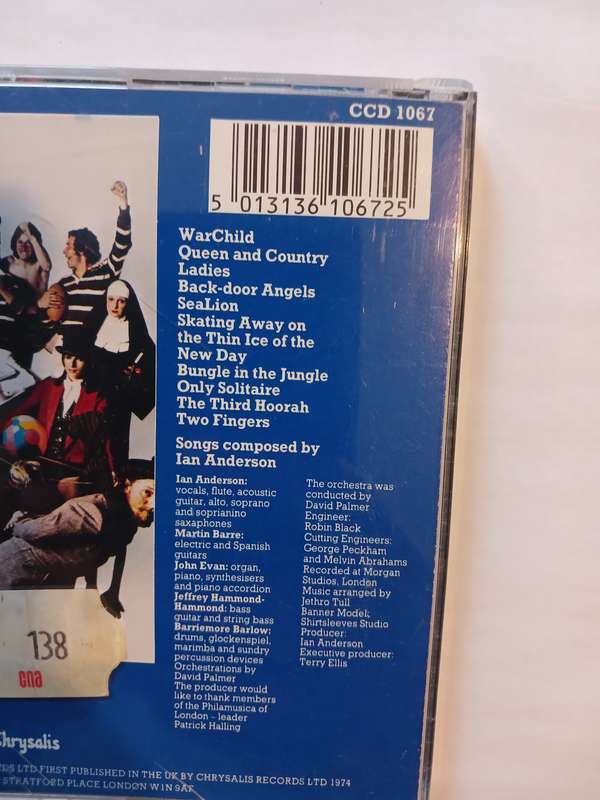 CCD 1067
5 013136 106725
WarChild
Queen and Country
Ladies
Back-door Angels
SeaLion
Skating Away on
the Thin Ice of the
New Day
Bungle in the Jungle
Only Solitaire
The Third Hoorah
Two Fingers
Songs composed by
Ian Anderson
Ian Anderson:
vocals, flute, acoustic
guitar, alto, soprano
and soprianino
saxaphones
Martin Barre:
electric and Spanish
guitars
John Evan: organ,
piano, synthesisers
and piano accordion
Jeffrey Hammond-
Hammond: bass
guitar and string bass
Barriemore Barlow:
drums, glockenspiel,
marimba and sundry
percussion devices
Orchestrations by
David Palmer
The producer would
like to thank members
of the Philamusica of
London – leader
Patrick Halling
The orchestra was
conducted by
David Palmer
Engineer:
Robin Black
Cutting Engineers:
George Peckham
and Melvin Abrahams
Recorded at Morgan
Studios, London
Music arranged by
Jethro Tull
Banner Model:
Shirtsleeves Studio
Producer:
Ian Anderson
Executive producer:
Terry Ellis
138
cna
Chrysalis
LTD FIRST PUBLISHED IN THE UK BY CHRYSALIS RECORDS LTD 1974
STRATFORD PLACE LONDON W1N 9AF